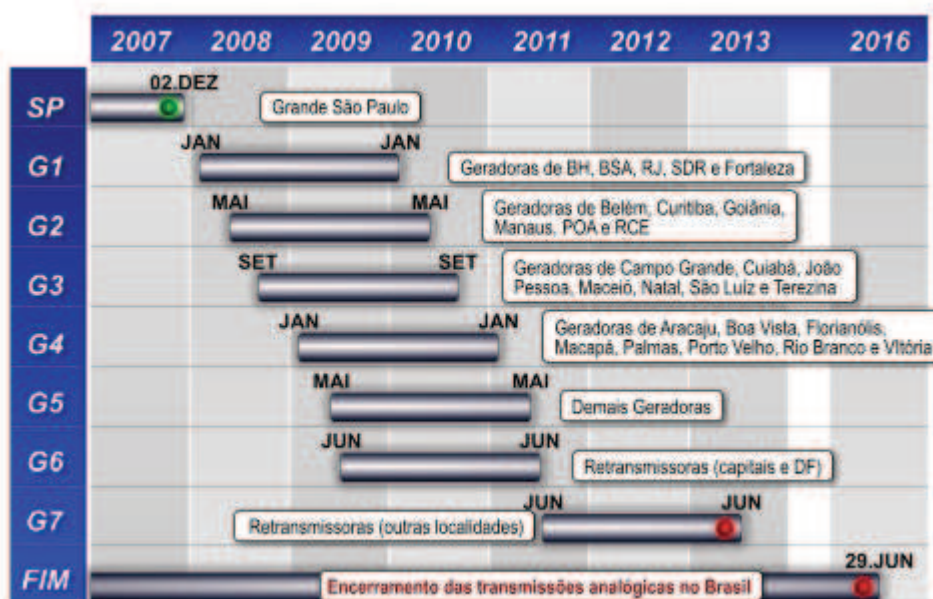 2007 2008 2009 2010 2011 2012 2013 2016
02.DEZ
SP
Grande São Paulo
JAN JAN
G1
Geradoras de BH, BSA, RJ, SDR e Fortaleza
MAI MAI
G2
Geradoras de Belém, Curitiba, Goiânia,
Manaus, POA e RCE
SET SET
G3
Geradoras de Campo Grande, Cuiabá, João
Pessoa, Maceió, Natal, São Luiz e Terezina
JAN JAN
G4
Geradoras de Aracaju, Boa Vista, Florianólis,
Macapá, Palmas, Porto Velho, Rio Branco e VItória
MAI MAI
G5
Demais Geradoras
JUN JUN
G6
Retransmissoras (capitais e DF)
JUN JUN
G7
Retransmissoras (outras localidades)
29.JUN
FIM
Encerramento das transmissões analógicas no Brasil